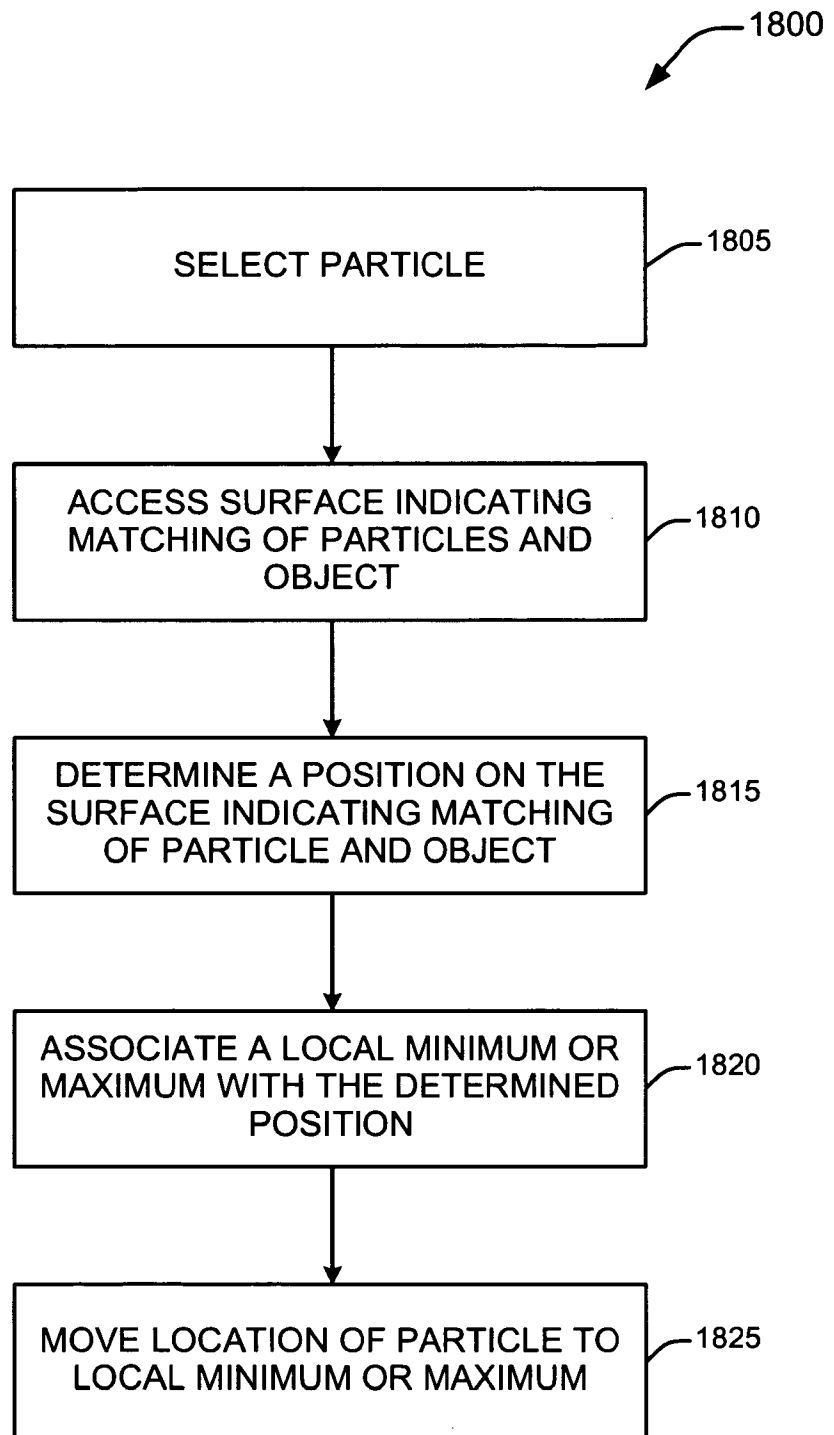 1800
SELECT PARTICLE
1805
ACCESS SURFACE INDICATING
MATCHING OF PARTICLES AND
OBJECT
1810
DETERMINE A POSITION ON THE
SURFACE INDICATING MATCHING
OF PARTICLE AND OBJECT
1815
ASSOCIATE A LOCAL MINIMUM OR
MAXIMUM WITH THE DETERMINED
POSITION
1820
MOVE LOCATION OF PARTICLE TO
LOCAL MINIMUM OR MAXIMUM
1825